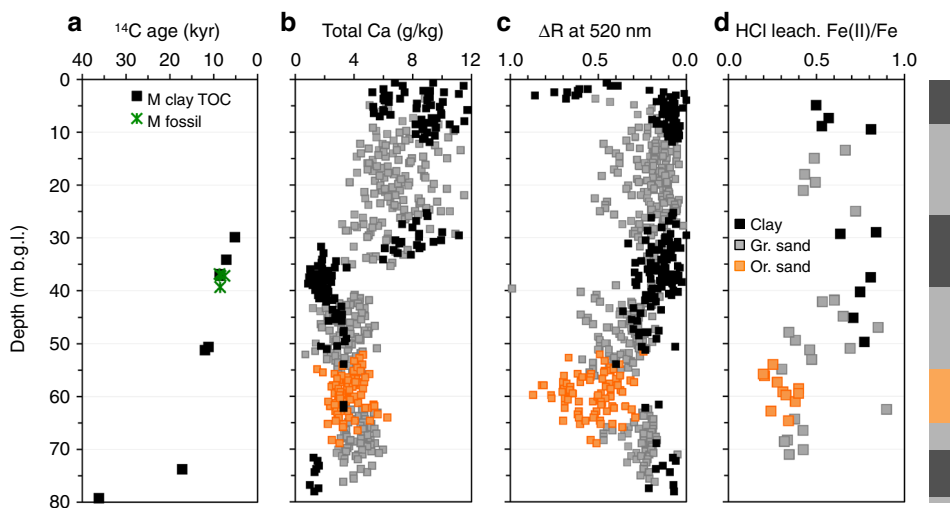 a ¹⁴C age (kyr) b Total Ca (g/kg) c ΔR at 520 nm d HCl leach. Fe(II)/Fe
40 30 20 10 0 0 4 8 12 1.0 0.5 0.0 0.0 0.5 1.0
0
M clay TOC
M fossil
10
20
30
Clay
Gr. sand
Or. sand
40
50
60
70
80
Depth (m b.g.l.)